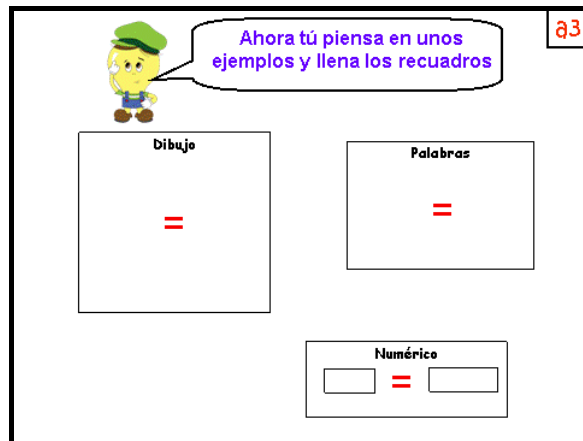 Ahora tú piensa en unos
ejemplos y llena los recuadros
a3
Dibujo
=
Palabras
=
Numérico
=